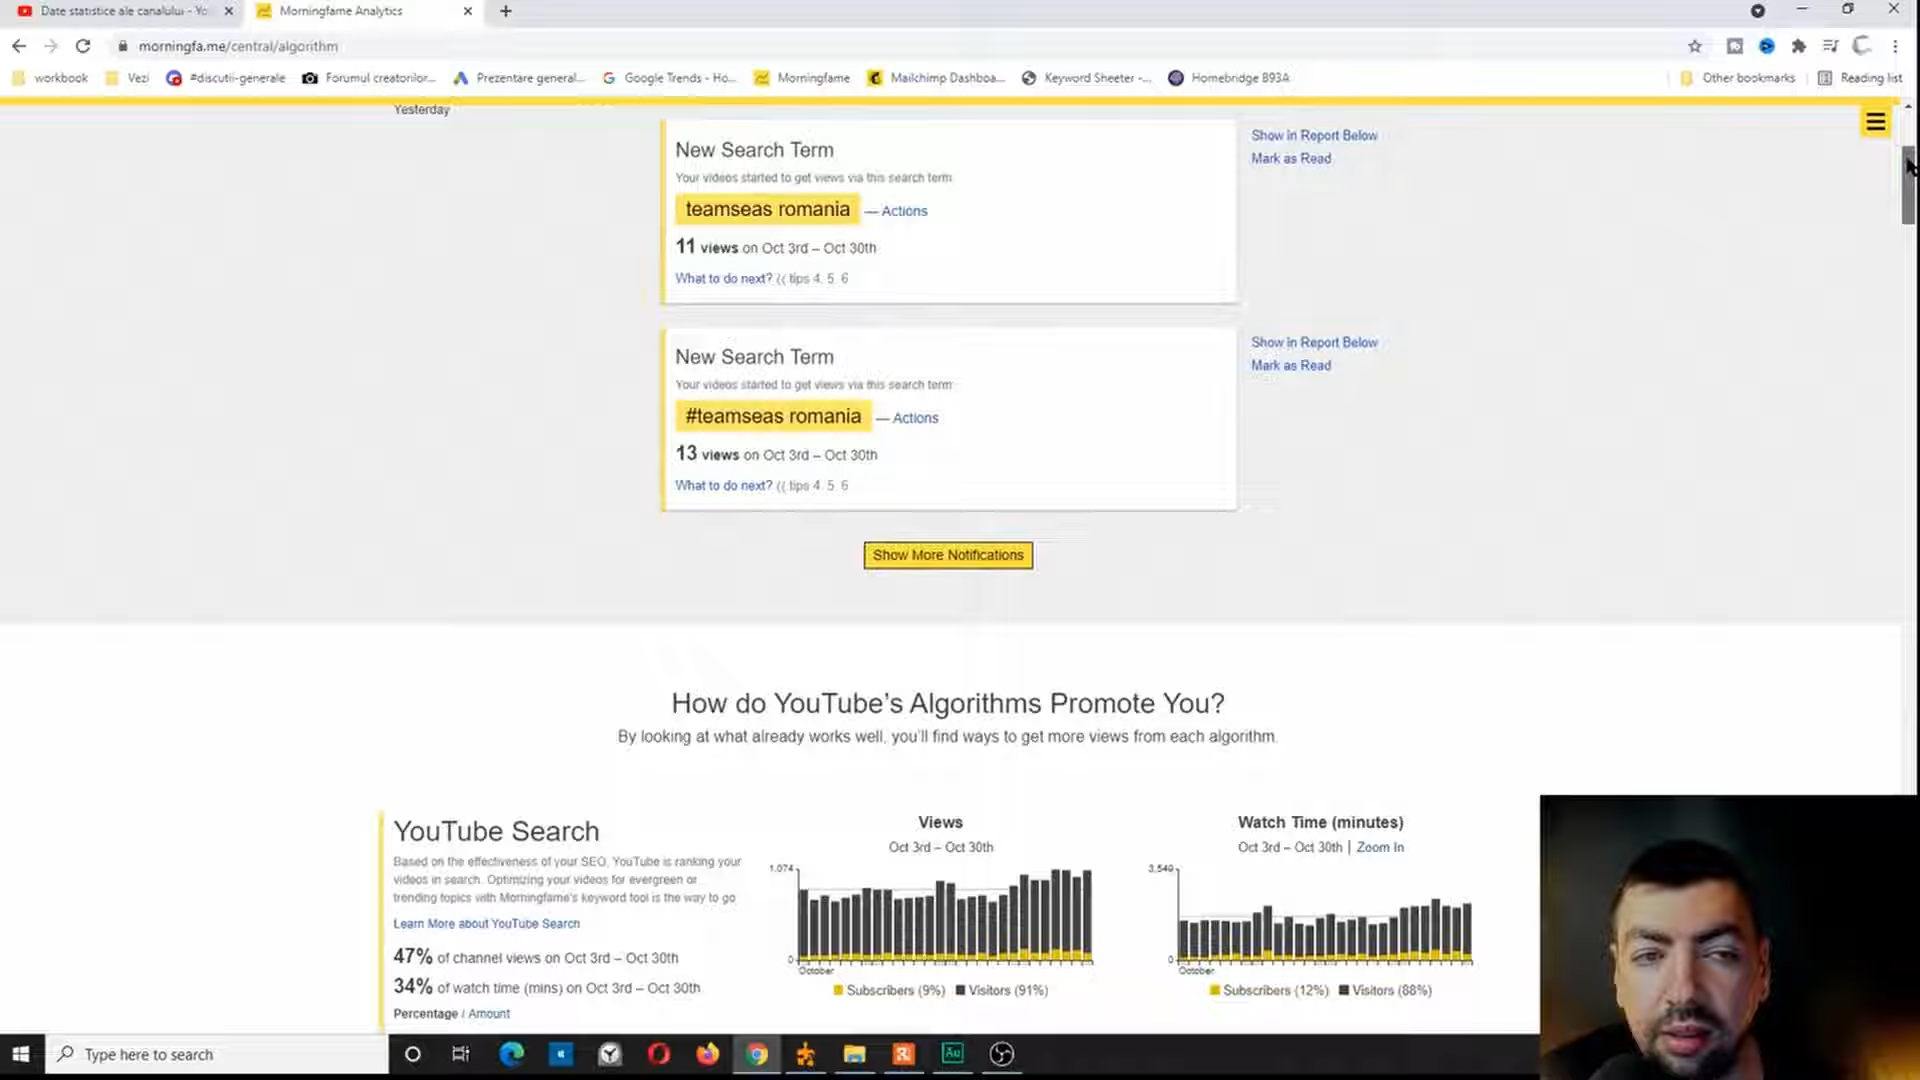 Date statistice ale canalului - Yo
Morningfame Analytics
morningfa.me/central/algorithm
workbook
Vezi
#discutii-generale
Forumul creatorilor...
Prezentare general...
Google Trends - Ho...
Morningfame
Mailchimp Dashboa...
Keyword Sheeter -...
Homebridge 893A
Other bookmarks
Reading list
Yesterday
New Search Term
Your videos started to get views via this search term
teamseas romania — Actions
11 views on Oct 3rd – Oct 30th
What to do next? (( tips 4, 5, 6
Show in Report Below
Mark as Read
New Search Term
Your videos started to get views via this search term
#teamseas romania — Actions
13 views on Oct 3rd – Oct 30th
What to do next? (( tips 4, 5, 6
Show in Report Below
Mark as Read
Show More Notifications
How do YouTube’s Algorithms Promote You?
By looking at what already works well, you’ll find ways to get more views from each algorithm.
YouTube Search
Based on the effectiveness of your SEO, YouTube is ranking your
videos in search. Optimizing your videos for evergreen or
trending topics with Morningfame's keyword tool is the way to go
Learn More about YouTube Search
47% of channel views on Oct 3rd – Oct 30th
34% of watch time (mins) on Oct 3rd – Oct 30th
Percentage / Amount
Views
Oct 3rd – Oct 30th
1,074
0
October
Subscribers (9%) Visitors (91%)
Watch Time (minutes)
Oct 3rd – Oct 30th | Zoom In
3,549
0
October
Subscribers (12%) Visitors (88%)
Type here to search
Au